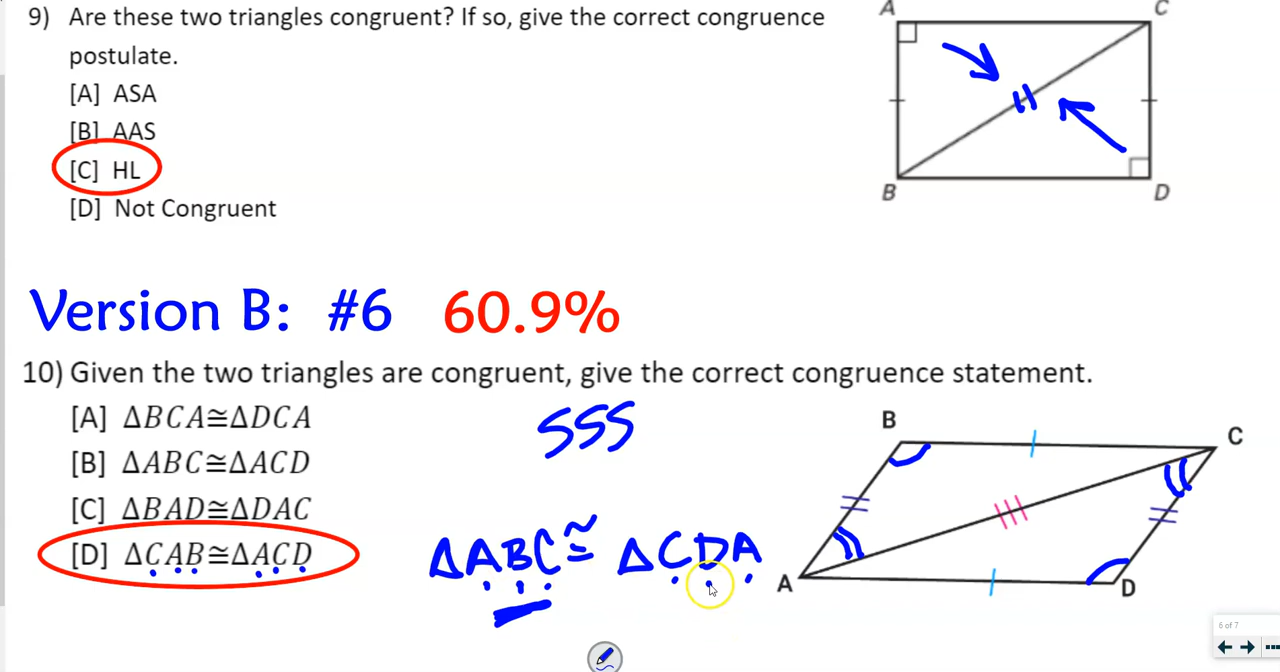 9) Are these two triangles congruent? If so, give the correct congruence
postulate.
[A] ASA
[B] AAS
[C] HL
[D] Not Congruent
A
C
B
D
Version B: #6 60.9%
10) Given the two triangles are congruent, give the correct congruence statement.
[A] ΔBCA≅ΔDCA
[B] ΔABC≅ΔACD
[C] ΔBAD≅ΔDAC
[D] ΔCAB≅ΔACD
SSS
ΔABC ≅ ΔCDA
B
C
A
D
6 of 7